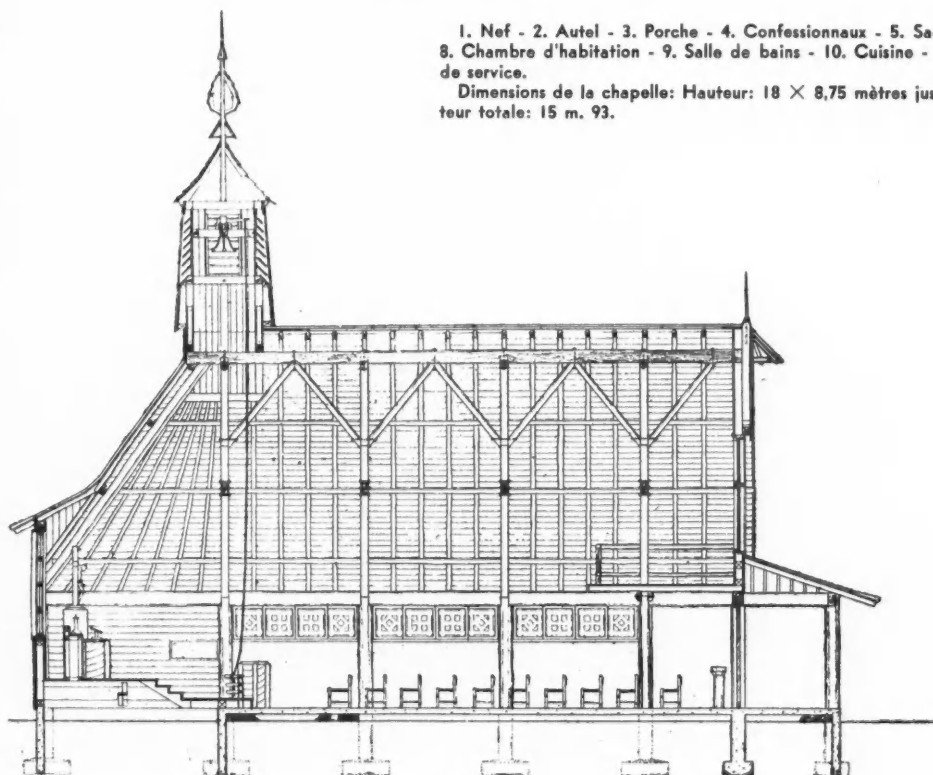 1. Nef - 2. Autel - 3. Porche - 4. Confessionnaux - 5. Sa
8. Chambre d'habitation - 9. Salle de bains - 10. Cuisine -
de service.
Dimensions de la chapelle: Hauteur: 18 × 8,75 mètres jus
teur totale: 15 m. 93.